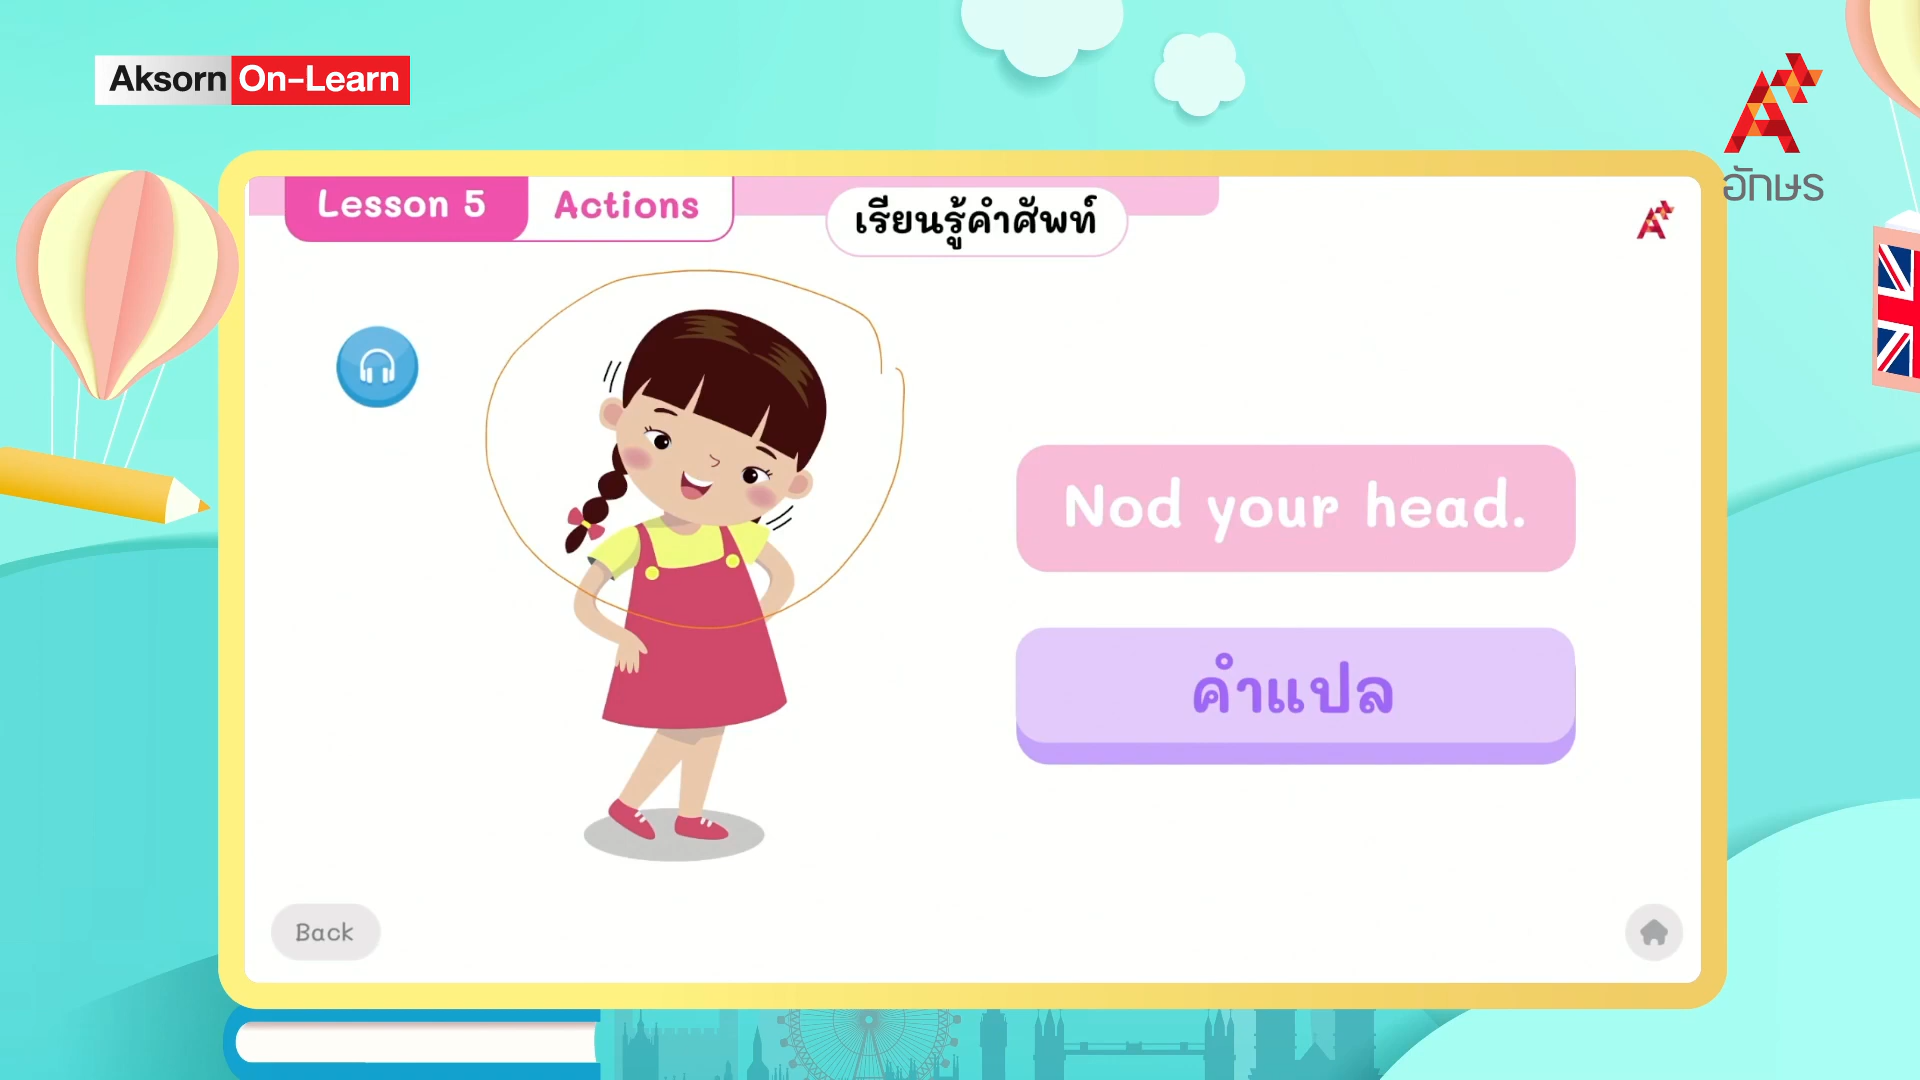 Aksorn On-Learn
อักษร
Lesson 5 Actions
เรียนรู้คำศัพท์
Nod your head.
คำแปล
Back